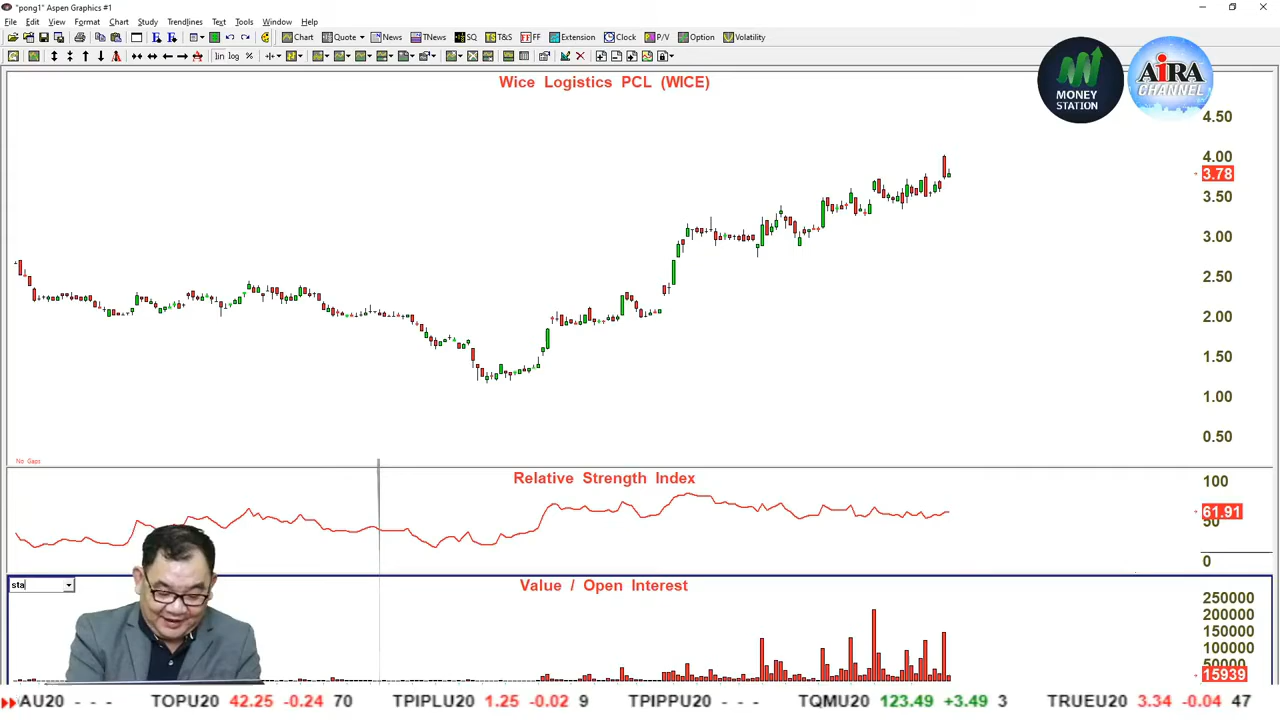 "pong1" Aspen Graphics #1
File Edit View Format Chart Study Trendlines Text Tools Window Help
Chart Quote News TNews SQ T&S FF Extension Clock P/V Option Volatility
lin log %
Wice Logistics PCL (WICE)
MONEY
STATION
AiRA
CHANNEL
4.50
4.00
3.78
3.50
3.00
2.50
2.00
1.50
1.00
0.50
No Gaps
Relative Strength Index
100
61.91
50
0
sta
Value / Open Interest
250000
200000
150000
100000
50000
15939
AU20 - - - TOPU20 42.25 -0.24 70 TPIPLU20 1.25 -0.02 9 TPIPPU20 - - - TQMU20 123.49 +3.49 3 TRUEU20 3.34 -0.04 47